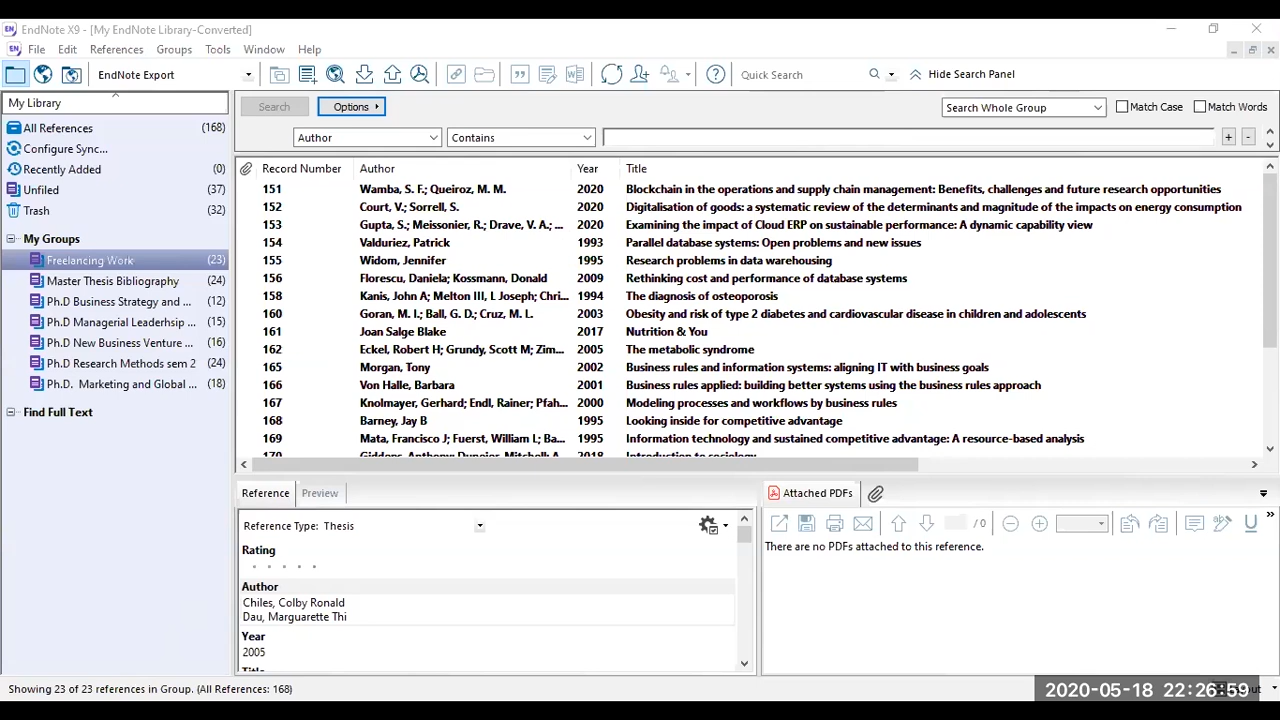 EndNote X9 - [My EndNote Library-Converted]
File Edit References Groups Tools Window Help
EndNote Export Quick Search Hide Search Panel
My Library
All References (168)
Configure Sync...
Recently Added (0)
Unfiled (37)
Trash (32)
My Groups
Freelancing Work (23)
Master Thesis Bibliography (24)
Ph.D Business Strategy and ... (12)
Ph.D Managerial Leaderhsip ... (15)
Ph.D New Business Venture ... (16)
Ph.D Research Methods sem 2 (24)
Ph.D. Marketing and Global ... (18)
Find Full Text
Search Options Search Whole Group Match Case Match Words
Author Contains + -
Record Number Author Year Title
151 Wamba, S. F.; Queiroz, M. M. 2020 Blockchain in the operations and supply chain management: Benefits, challenges and future research opportunities
152 Court, V.; Sorrell, S. 2020 Digitalisation of goods: a systematic review of the determinants and magnitude of the impacts on energy consumption
153 Gupta, S.; Meissonier, R.; Drave, V. A.; ... 2020 Examining the impact of Cloud ERP on sustainable performance: A dynamic capability view
154 Valduriez, Patrick 1993 Parallel database systems: Open problems and new issues
155 Widom, Jennifer 1995 Research problems in data warehousing
156 Florescu, Daniela; Kossmann, Donald 2009 Rethinking cost and performance of database systems
158 Kanis, John A; Melton III, L Joseph; Chri... 1994 The diagnosis of osteoporosis
160 Goran, M. I.; Ball, G. D.; Cruz, M. L. 2003 Obesity and risk of type 2 diabetes and cardiovascular disease in children and adolescents
161 Joan Salge Blake 2017 Nutrition & You
162 Eckel, Robert H; Grundy, Scott M; Zim... 2005 The metabolic syndrome
165 Morgan, Tony 2002 Business rules and information systems: aligning IT with business goals
166 Von Halle, Barbara 2001 Business rules applied: building better systems using the business rules approach
167 Knolmayer, Gerhard; Endl, Rainer; Pfah... 2000 Modeling processes and workflows by business rules
168 Barney, Jay B 1995 Looking inside for competitive advantage
169 Mata, Francisco J; Fuerst, William L; Ba... 1995 Information technology and sustained competitive advantage: A resource-based analysis
170 Giddens, Anthony; Duneier, Mitchell; A... 2018 Introduction to sociology
Reference Preview
Reference Type: Thesis
Rating
Author
Chiles, Colby Ronald
Dau, Marguarette Thi
Year
2005
Title
Attached PDFs
/ 0
There are no PDFs attached to this reference.
Showing 23 of 23 references in Group. (All References: 168)
2020-05-18 22:26:59